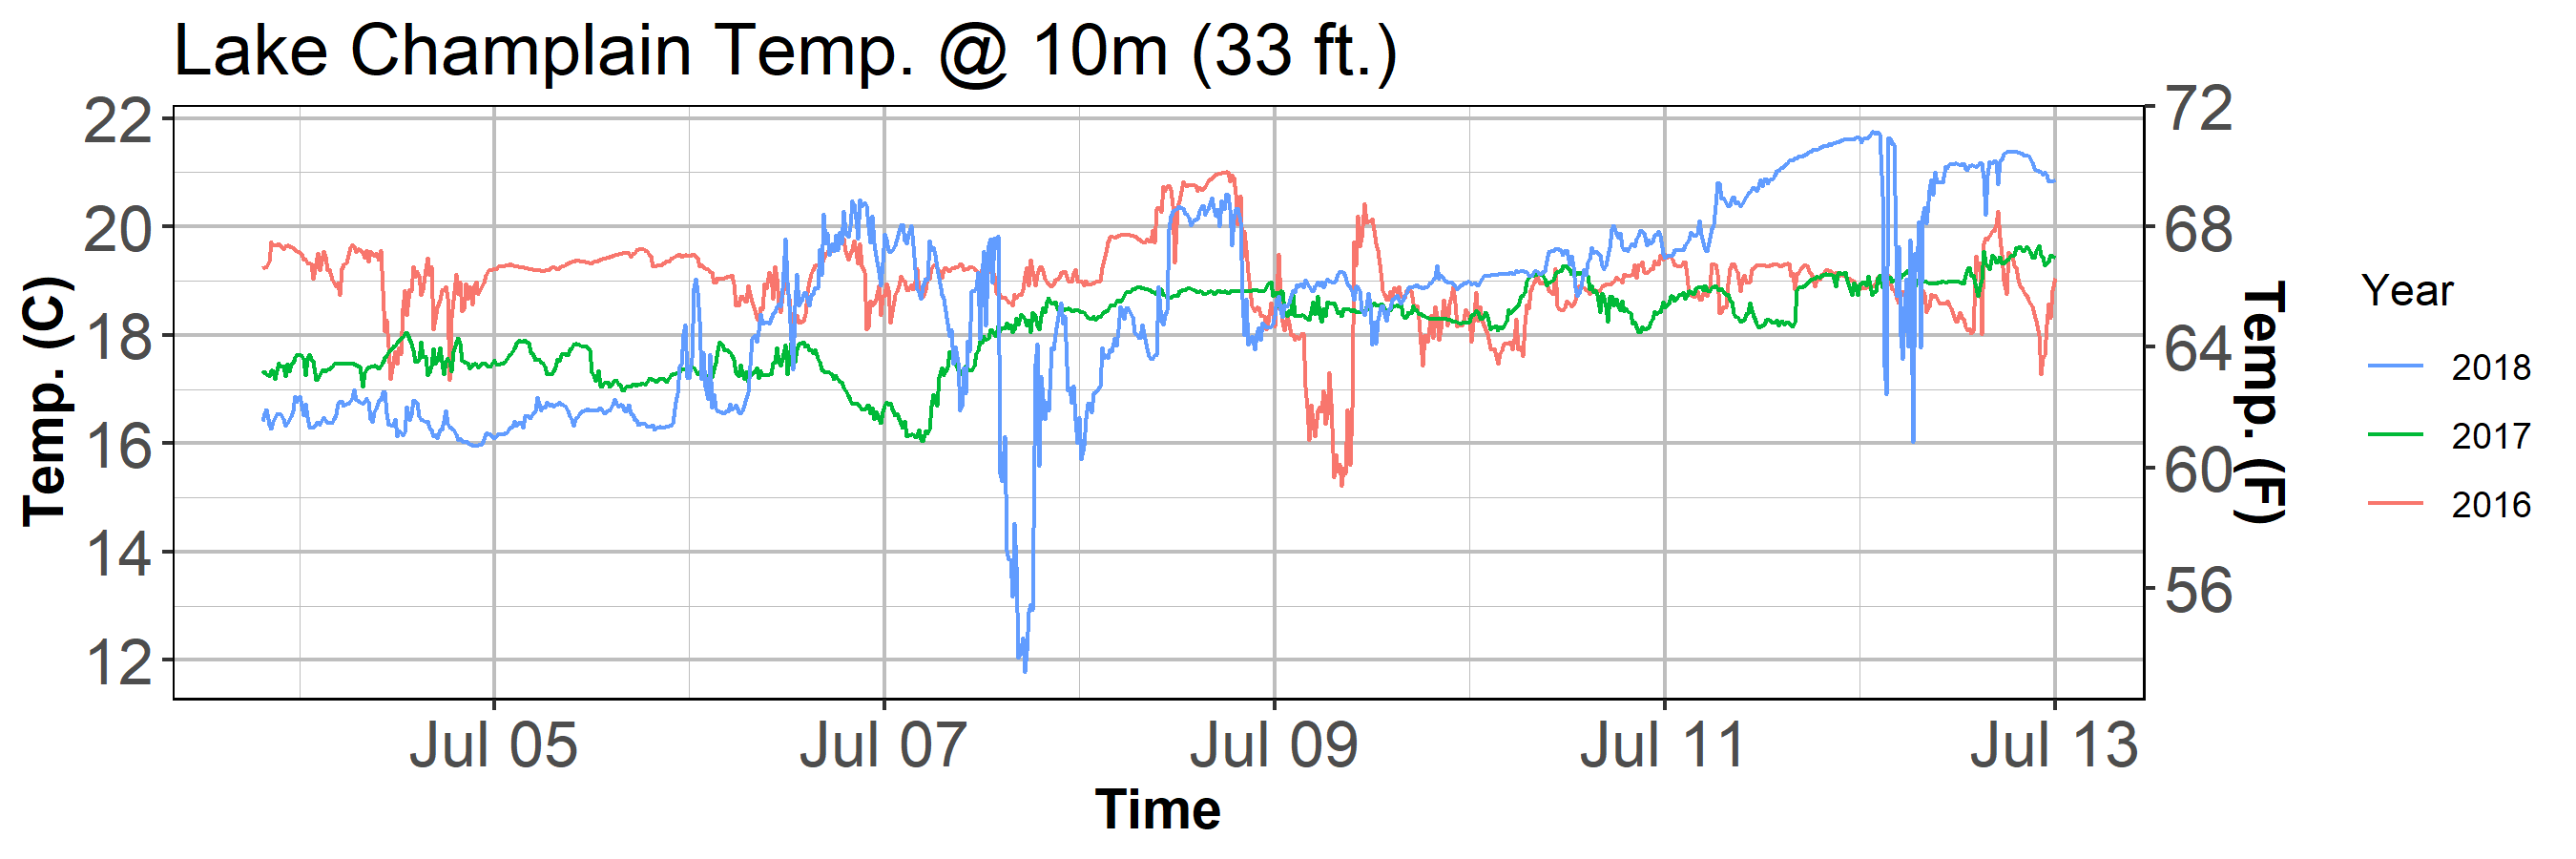 Lake Champlain Temp. @ 10m (33 ft.)
22
20
18
16
14
12
Temp. (C)
72
68
64
60
56
Temp. (F)
Jul 05
Jul 07
Jul 09
Jul 11
Jul 13
Time
Year
2018
2017
2016